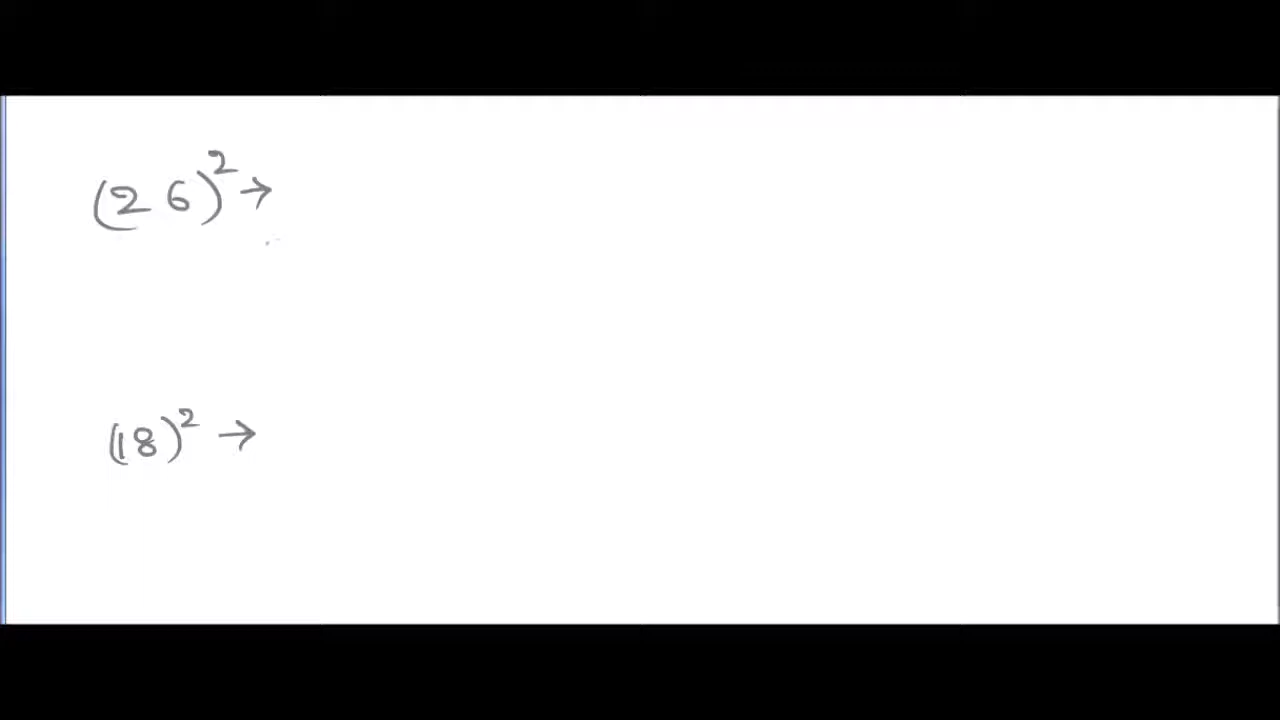 (26)² →
(18)² →